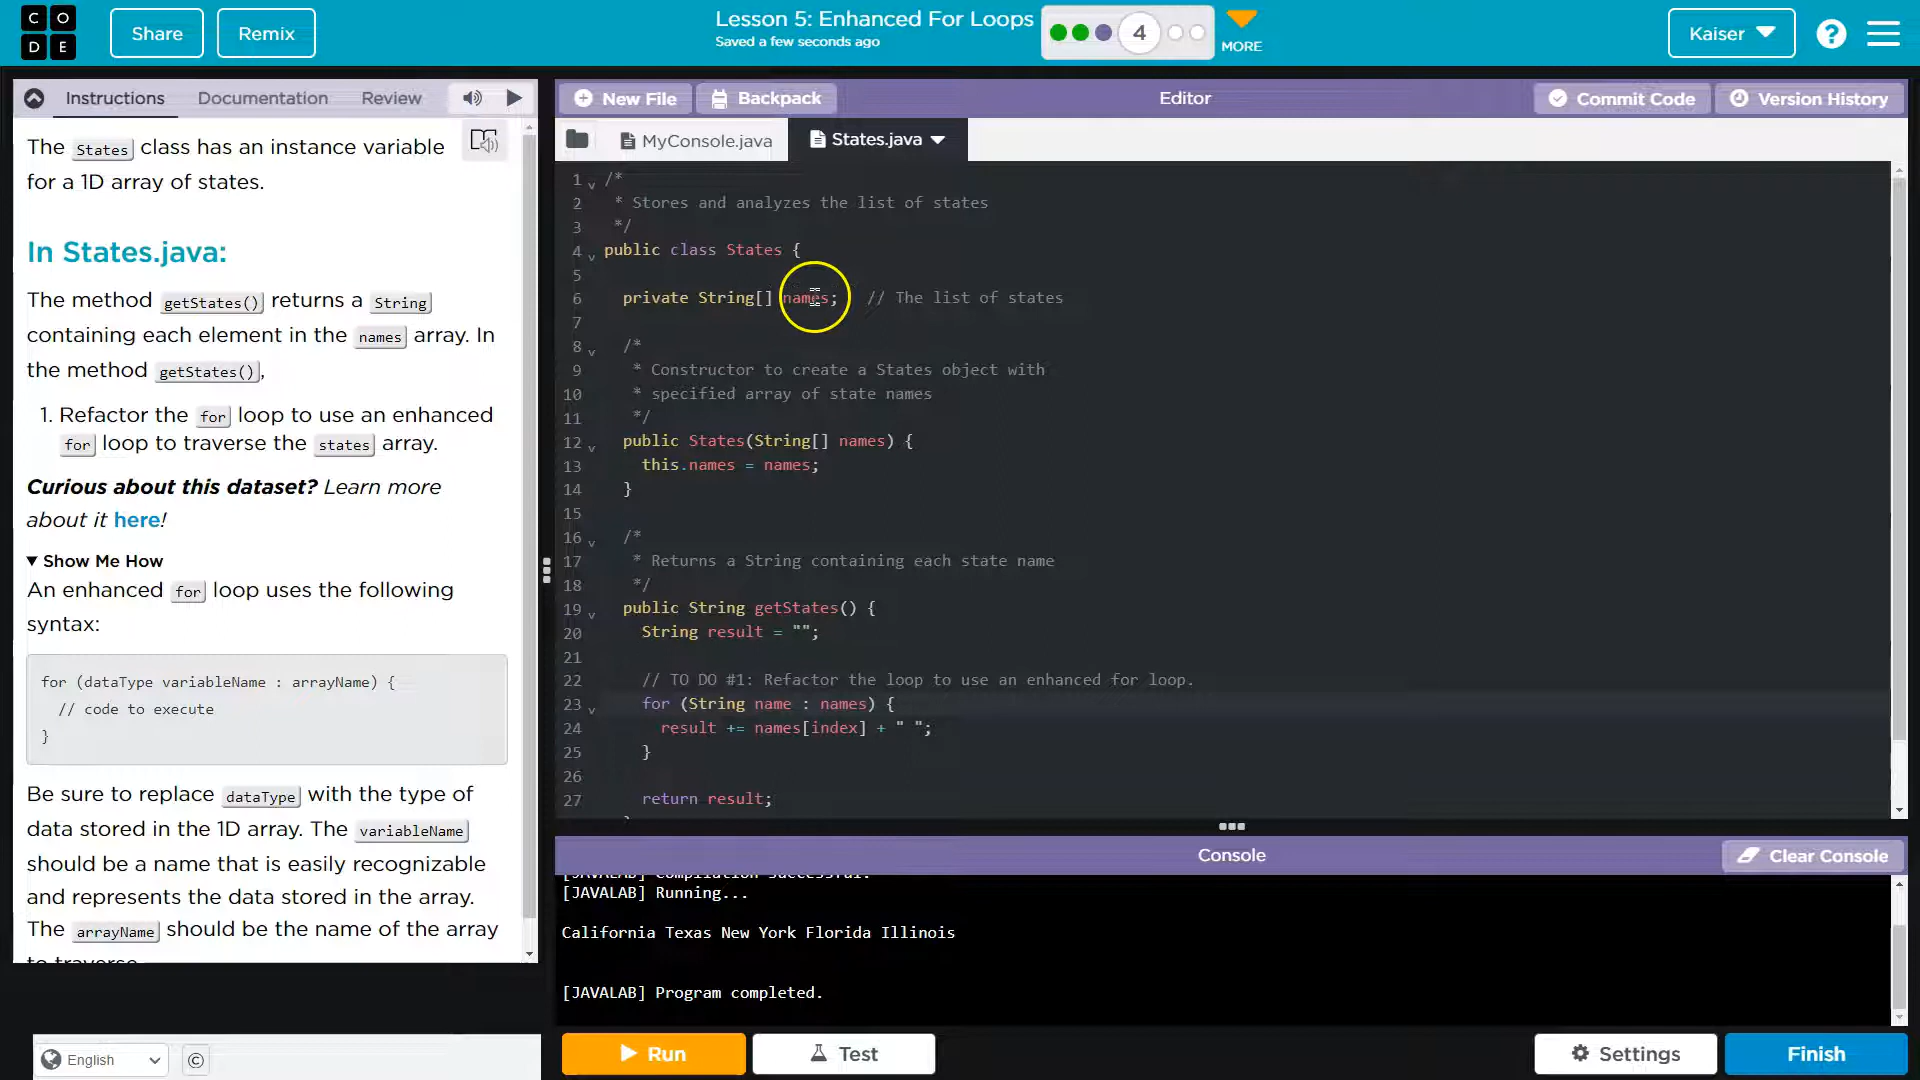 C O
D E
Share
Remix
Lesson 5: Enhanced For Loops
Saved a few seconds ago
4
MORE
Kaiser
?
Instructions
Documentation
Review
The States class has an instance variable
for a 1D array of states.
In States.java:
The method getStates() returns a String
containing each element in the names array. In
the method getStates(),
1. Refactor the for loop to use an enhanced
for loop to traverse the states array.
Curious about this dataset? Learn more
about it here!
▼ Show Me How
An enhanced for loop uses the following
syntax:
for (dataType variableName : arrayName) {
// code to execute
}
Be sure to replace dataType with the type of
data stored in the 1D array. The variableName
should be a name that is easily recognizable
and represents the data stored in the array.
The arrayName should be the name of the array
to traverse.
English
©
New File
Backpack
Editor
Commit Code
Version History
MyConsole.java
States.java
1 /*
2 * Stores and analyzes the list of states
3 */
4 public class States {
5
6 private String[] names; // The list of states
7
8 /*
9 * Constructor to create a States object with
10 * specified array of state names
11 */
12 public States(String[] names) {
13 this.names = names;
14 }
15
16 /*
17 * Returns a String containing each state name
18 */
19 public String getStates() {
20 String result = "";
21
22 // TO DO #1: Refactor the loop to use an enhanced for loop.
23 for (String name : names) {
24 result += names[index] + " ";
25 }
26
27 return result;
Console
Clear Console
[JAVALAB] Compilation successful.
[JAVALAB] Running...
California Texas New York Florida Illinois
[JAVALAB] Program completed.
Run
Test
Settings
Finish